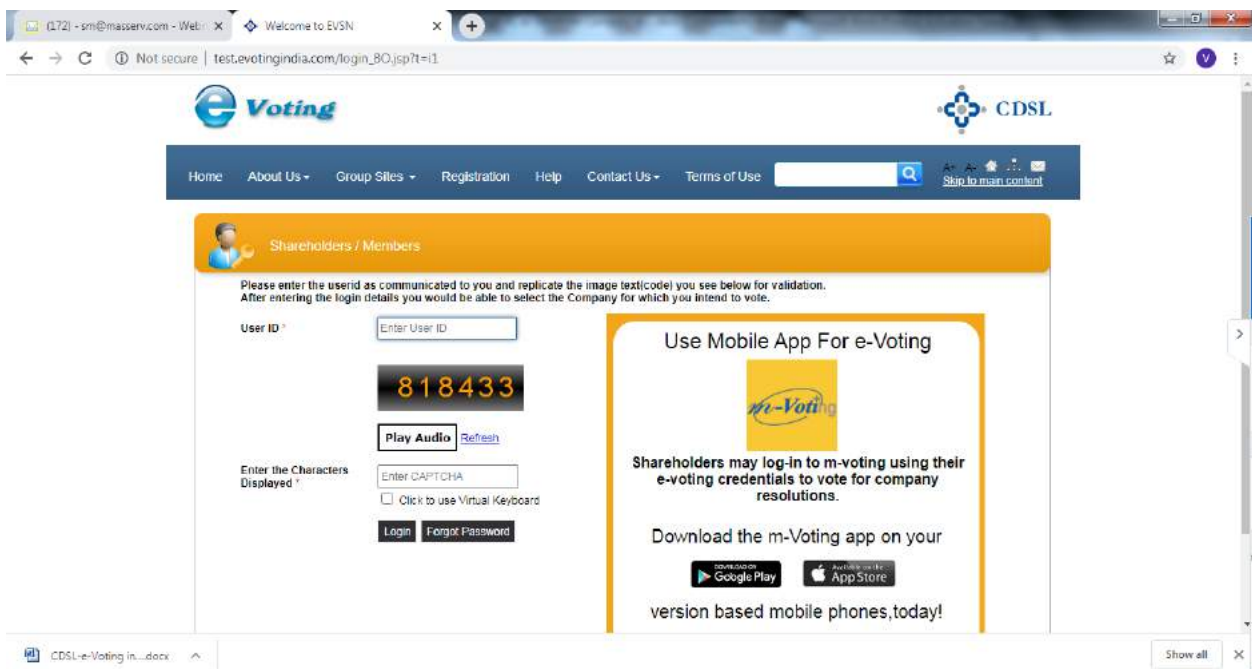 (172) - sm@masserv.com - Web
Welcome to EVSN
Not secure | test.evotingindia.com/login_BO.jsp?t=i1
V
e Voting
CDSL
Home About Us Group Sites Registration Help Contact Us Terms of Use
A+ A-
Skip to main content
Shareholders / Members
Please enter the userid as communicated to you and replicate the image text(code) you see below for validation.
After entering the login details you would be able to select the Company for which you intend to vote.
User ID *
Enter User ID
818433
Play Audio Refresh
Enter the Characters
Displayed *
Enter CAPTCHA
Click to use Virtual Keyboard
Login Forgot Password
Use Mobile App For e-Voting
m-Voting
Shareholders may log-in to m-voting using their
e-voting credentials to vote for company
resolutions.
Download the m-Voting app on your
Google Play
App Store
version based mobile phones,today!
CDSL-e-Voting in....docx
Show all